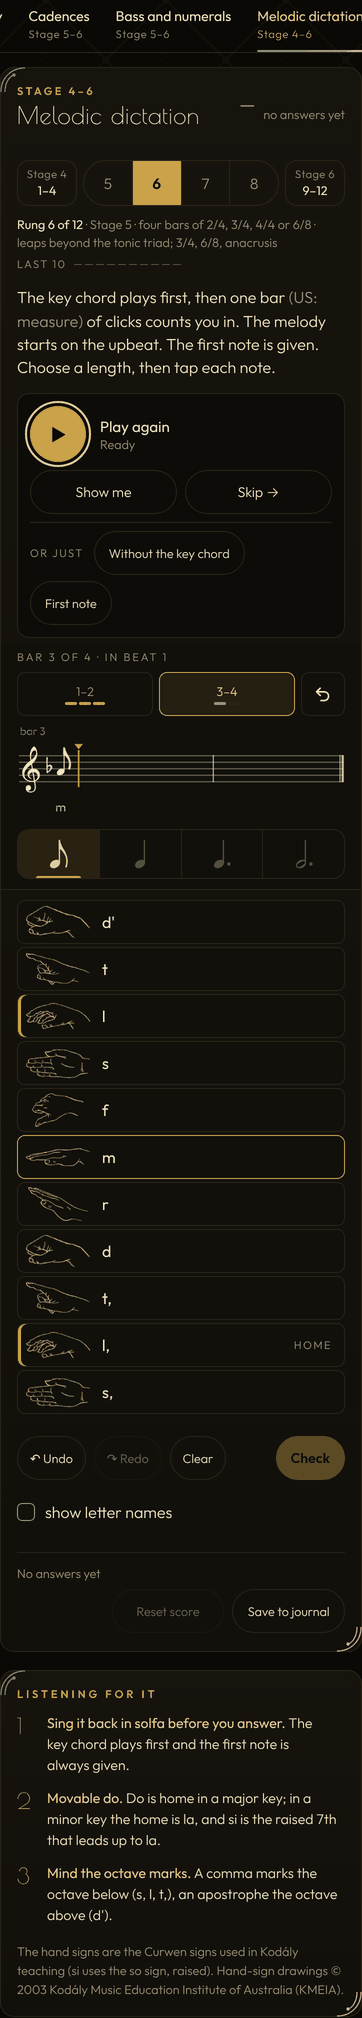 Cadences
Stage 5–6
Bass and numerals
Stage 5–6
Melodic dictation
Stage 4–6
STAGE 4–6
Melodic dictation
no answers yet
Stage 4
1–4
5
6
7
8
Stage 6
9–12
Rung 6 of 12 · Stage 5 · four bars of 2/4, 3/4, 4/4 or 6/8 ·
leaps beyond the tonic triad; 3/4, 6/8, anacrusis
LAST 10
The key chord plays first, then one bar (US:
measure) of clicks counts you in. The melody
starts on the upbeat. The first note is given.
Choose a length, then tap each note.
Play again
Ready
Show me
Skip →
OR JUST
Without the key chord
First note
BAR 3 OF 4 · IN BEAT 1
1–2
3–4
bar 3
m
d'
t
l
s
f
m
r
d
t,
l,
HOME
s,
↶ Undo
↷ Redo
Clear
Check
show letter names
No answers yet
Reset score
Save to journal
LISTENING FOR IT
1
Sing it back in solfa before you answer. The
key chord plays first and the first note is
always given.
2
Movable do. Do is home in a major key; in a
minor key the home is la, and si is the raised 7th
that leads up to la.
3
Mind the octave marks. A comma marks the
octave below (s, l, t,), an apostrophe the octave
above (d').
The hand signs are the Curwen signs used in Kodály
teaching (si uses the so sign, raised). Hand-sign drawings ©
2003 Kodály Music Education Institute of Australia (KMEIA).